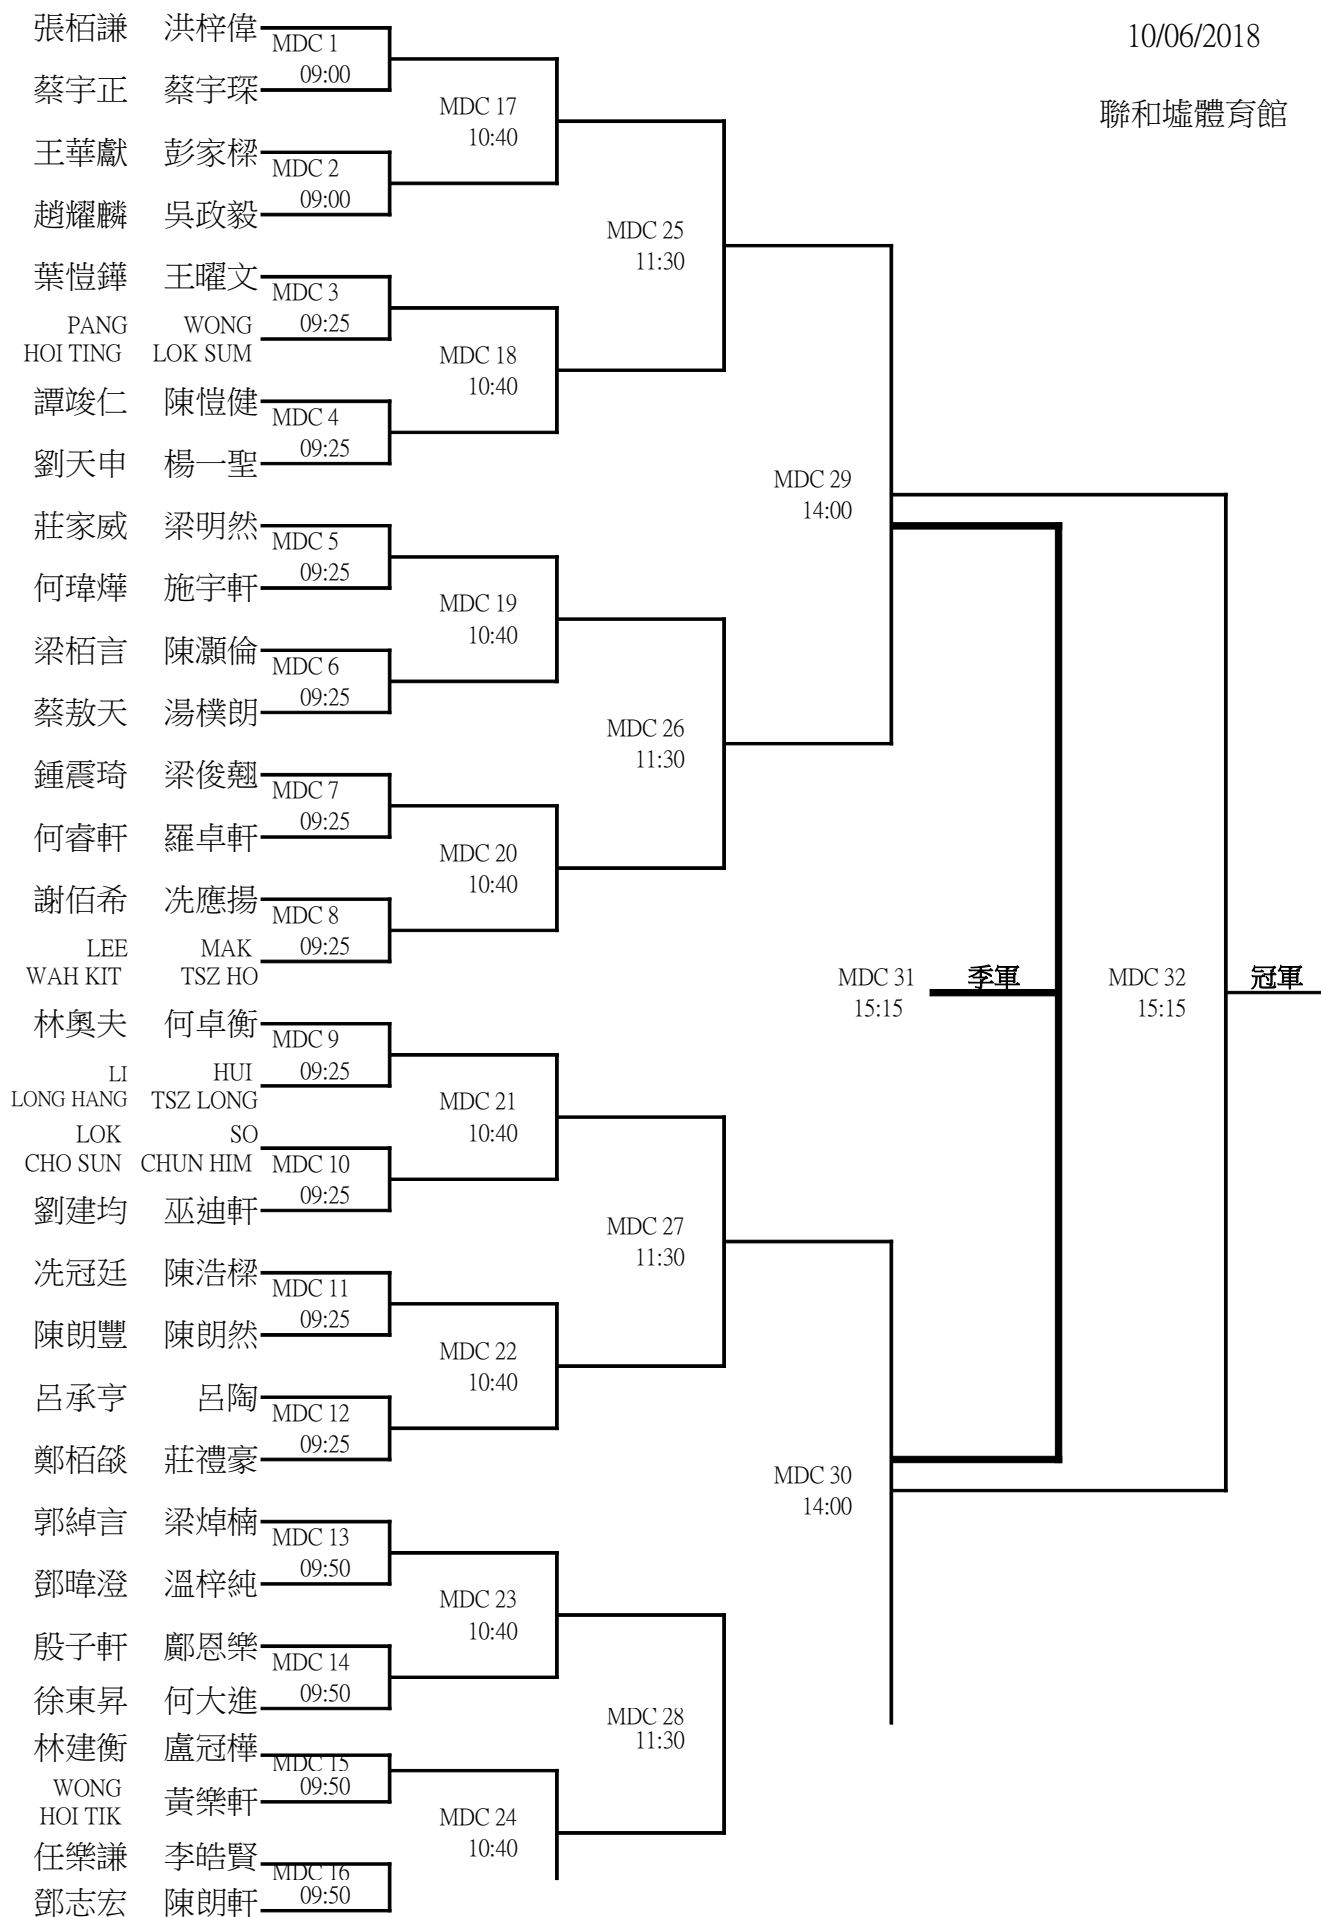 10/06/2018
聯和墟體育館
張栢謙 洪梓偉
MDC 1
09:00
蔡宇正 蔡宇琛
MDC 17
10:40
王華獻 彭家樑
MDC 2
09:00
趙耀麟 吳政毅
MDC 25
11:30
葉愷鏵 王曜文
MDC 3
09:25
PANG WONG
HOI TING LOK SUM
MDC 18
10:40
譚竣仁 陳愷健
MDC 4
09:25
劉天申 楊一聖
MDC 29
14:00
莊家威 梁明然
MDC 5
09:25
何瑋燁 施宇軒
MDC 19
10:40
梁栢言 陳灝倫
MDC 6
09:25
蔡敖天 湯樸朗
MDC 26
11:30
鍾震琦 梁俊翹
MDC 7
09:25
何睿軒 羅卓軒
MDC 20
10:40
謝佰希 冼應揚
MDC 8
09:25
LEE MAK
WAH KIT TSZ HO
MDC 31 季軍 MDC 32 冠軍
15:15 15:15
林奧夫 何卓衡
MDC 9
09:25
LI HUI
LONG HANG TSZ LONG
MDC 21
10:40
LOK SO
CHO SUN CHUN HIM
MDC 10
09:25
劉建均 巫迪軒
MDC 27
11:30
冼冠廷 陳浩樑
MDC 11
09:25
陳朗豐 陳朗然
MDC 22
10:40
呂承亨 呂陶
MDC 12
09:25
鄭栢燄 莊禮豪
MDC 30
14:00
郭綽言 梁焯楠
MDC 13
09:50
鄧暐澄 溫梓純
MDC 23
10:40
殷子軒 鄺恩樂
MDC 14
09:50
徐東昇 何大進
MDC 28
11:30
林建衡 盧冠樺
MDC 15
09:50
WONG
HOI TIK 黃樂軒
MDC 24
10:40
任樂謙 李皓賢
MDC 16
09:50
鄧志宏 陳朗軒